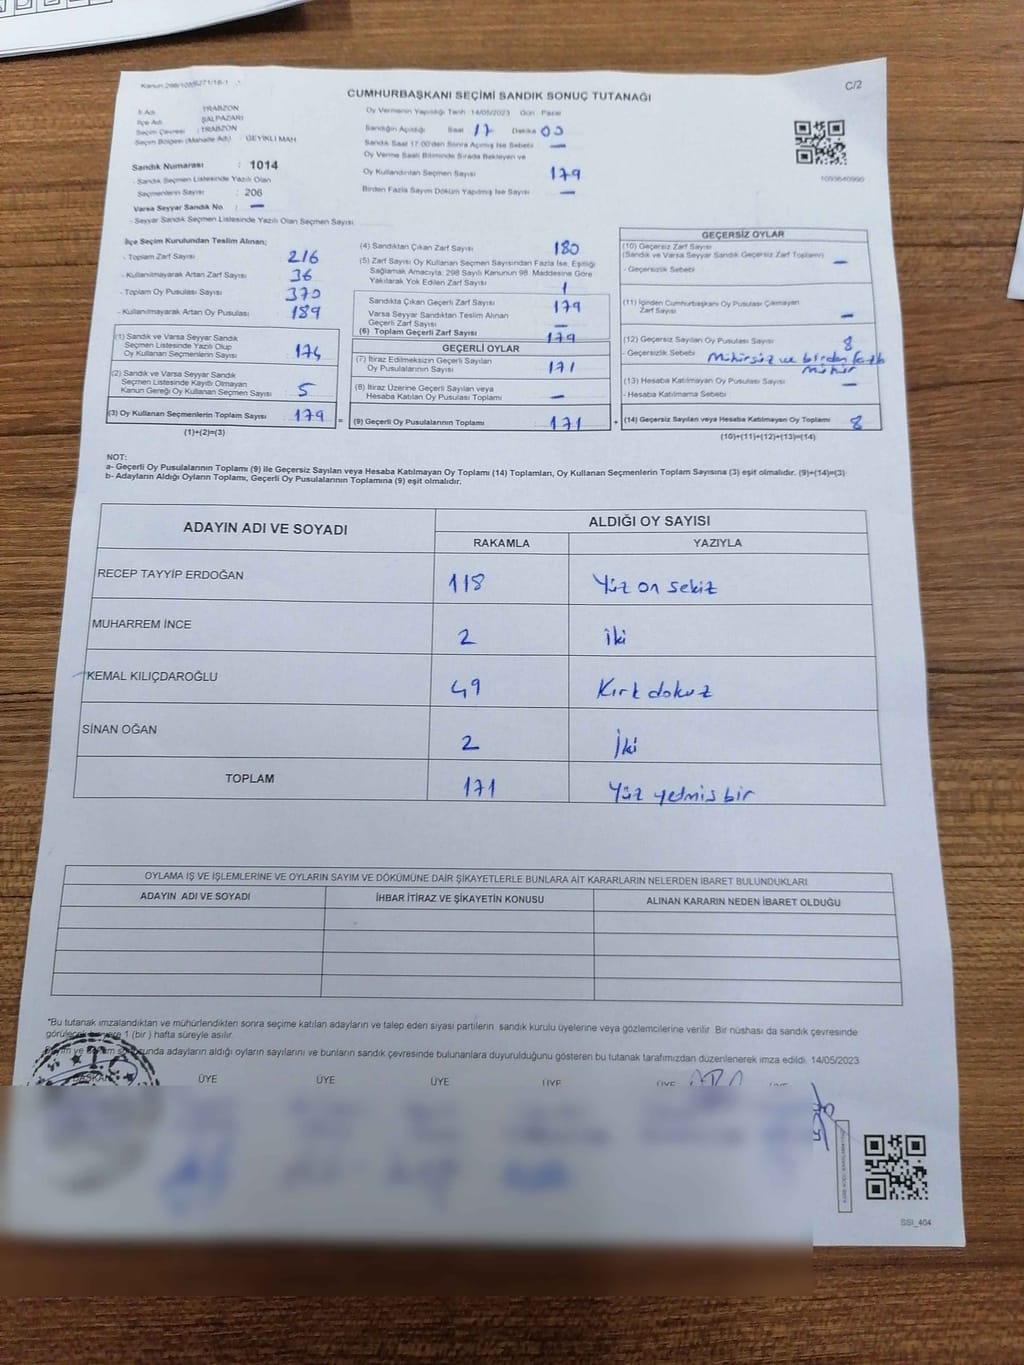 C/2
CUMHURBAŞKANI SEÇİMİ SANDIK SONUÇ TUTANAĞI
İl Adı : TRABZON
İlçe Adı : ŞALPAZARI
Seçim Çevresi : TRABZON
Seçim Bölgesi (Mahalle Adı) : GEYİKLİ MAH
Sandık Numarası : 1014
- Sandık Seçmen Listesinde Yazılı Olan
Seçmenlerin Sayısı : 206
Varsa Seyyar Sandık No : —
- Seyyar Sandık Seçmen Listesinde Yazılı Olan Seçmen Sayısı
Oy Vermenin Yapıldığı Tarih 14/05/2023 Gün Pazar
Sandığın Açıldığı Saat 17 Dakika 00
Sandık Saat 17:00'den Sonra Açılmış İse Sebebi —
Oy Verme Saati Bitiminde Sırada Bekleyen ve
Oy Kullandırılan Seçmen Sayısı 179
Birden Fazla Sayım Döküm Yapılmış İse Sayısı —
1093640990
İlçe Seçim Kurulundan Teslim Alınan;
- Toplam Zarf Sayısı 216
- Kullanılmayarak Artan Zarf Sayısı 36
- Toplam Oy Pusulası Sayısı 370
- Kullanılmayarak Artan Oy Pusulası 189
(1) Sandık ve Varsa Seyyar Sandık
Seçmen Listesinde Yazılı Olup
Oy Kullanan Seçmenlerin Sayısı 174
(2) Sandık ve Varsa Seyyar Sandık
Seçmen Listesinde Kayıtlı Olmayan
Kanun Gereği Oy Kullanan Seçmen Sayısı 5
(3) Oy Kullanan Seçmenlerin Toplam Sayısı 179
(1)+(2)=(3)
(4) Sandıktan Çıkan Zarf Sayısı 180
(5) Zarf Sayısı Oy Kullanan Seçmen Sayısından Fazla İse, Eşitliği
Sağlamak Amacıyla; 298 Sayılı Kanunun 98. Maddesine Göre
Yakılarak Yok Edilen Zarf Sayısı 1
Sandıkta Çıkan Geçerli Zarf Sayısı 179
Varsa Seyyar Sandıktan Teslim Alınan
Geçerli Zarf Sayısı —
(6) Toplam Geçerli Zarf Sayısı 179
GEÇERLİ OYLAR
(7) İtiraz Edilmeksizin Geçerli Sayılan
Oy Pusulalarının Sayısı 171
(8) İtiraz Üzerine Geçerli Sayılan veya
Hesaba Katılan Oy Pusulası Toplamı —
= (9) Geçerli Oy Pusulalarının Toplamı 171
GEÇERSİZ OYLAR
(10) Geçersiz Zarf Sayısı
(Sandık ve Varsa Seyyar Sandık Geçersiz Zarf Toplamı) —
- Geçersizlik Sebebi
(11) İçinden Cumhurbaşkanı Oy Pusulası Çıkmayan
Zarf Sayısı —
(12) Geçersiz Sayılan Oy Pusulası Sayısı 8
- Geçersizlik Sebebi Mühürsüz ve birden fazla
Mühür
(13) Hesaba Katılmayan Oy Pusulası Sayısı —
- Hesaba Katılmama Sebebi
+ (14) Geçersiz Sayılan veya Hesaba Katılmayan Oy Toplamı 8
(10)+(11)+(12)+(13)=(14)
NOT:
a- Geçerli Oy Pusulalarının Toplamı (9) ile Geçersiz Sayılan veya Hesaba Katılmayan Oy Toplamı (14) Toplamları, Oy Kullanan Seçmenlerin Toplam Sayısına (3) eşit olmalıdır. (9)+(14)=(3)
b- Adayların Aldığı Oyların Toplamı, Geçerli Oy Pusulalarının Toplamına (9) eşit olmalıdır.
ADAYIN ADI VE SOYADI ALDIĞI OY SAYISI
RAKAMLA YAZIYLA
RECEP TAYYİP ERDOĞAN 118 Yüz on sekiz
MUHARREM İNCE 2 iki
KEMAL KILIÇDAROĞLU 49 Kırk dokuz
SİNAN OĞAN 2 İki
TOPLAM 171 Yüz yetmis bir
OYLAMA İŞ VE İŞLEMLERİNE VE OYLARIN SAYIM VE DÖKÜMÜNE DAİR ŞİKAYETLERLE BUNLARA AİT KARARLARIN NELERDEN İBARET BULUNDUKLARI
ADAYIN ADI VE SOYADI İHBAR İTİRAZ VE ŞİKAYETİN KONUSU ALINAN KARARIN NEDEN İBARET OLDUĞU
*Bu tutanak imzalandıktan ve mühürlendikten sonra seçime katılan adayların ve talep eden siyasi partilerin sandık kurulu üyelerine veya gözlemcilerine verilir. Bir nüshası da sandık çevresinde
görülecek bir yere 1 (bir ) hafta süreyle asılır.
Sayım ve döküm sonucunda adayların aldığı oyların sayılarını ve bunların sandık çevresinde bulunanlara duyurulduğunu gösteren bu tutanak tarafımızdan düzenlenerek imza edildi. 14/05/2023
BAŞKAN ÜYE ÜYE ÜYE ÜYE ÜYE
SSI_404